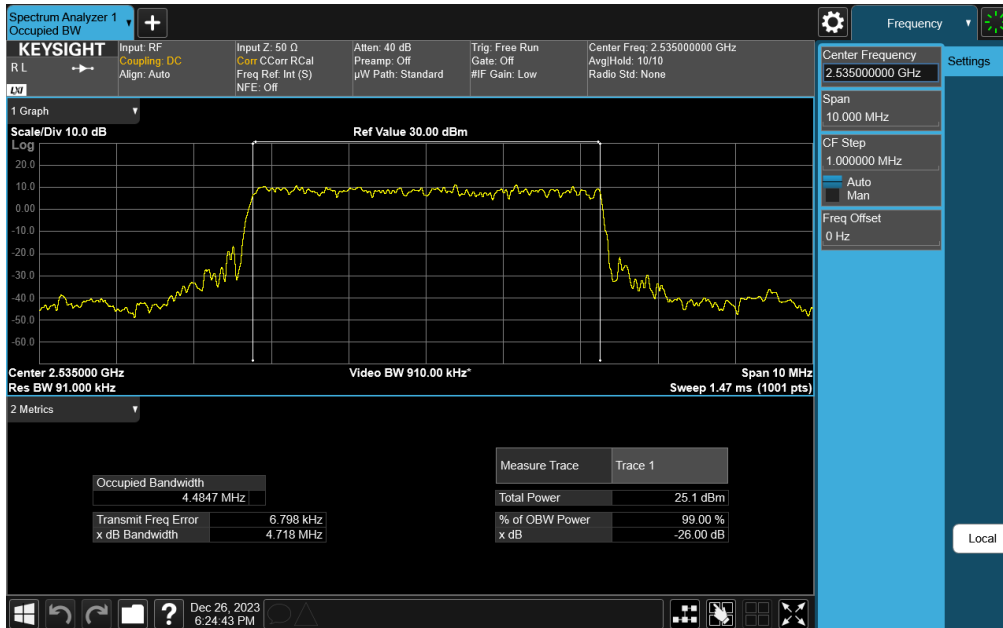 Spectrum Analyzer 1
Occupied BW
Frequency
KEYSIGHT
R L
LXI
Input: RF
Coupling: DC
Align: Auto
Input Z: 50 Ω
Corr CCorr RCal
Freq Ref: Int (S)
NFE: Off
Atten: 40 dB
Preamp: Off
µW Path: Standard
Trig: Free Run
Gate: Off
#IF Gain: Low
Center Freq: 2.535000000 GHz
Avg|Hold: 10/10
Radio Std: None
Center Frequency
2.535000000 GHz
Settings
Span
10.000 MHz
CF Step
1.000000 MHz
Auto
Man
Freq Offset
0 Hz
Local
1 Graph
Scale/Div 10.0 dB
Ref Value 30.00 dBm
Log
20.0
10.0
0.00
-10.0
-20.0
-30.0
-40.0
-50.0
-60.0
Center 2.535000 GHz
Video BW 910.00 kHz*
Span 10 MHz
Res BW 91.000 kHz
Sweep 1.47 ms (1001 pts)
2 Metrics
Measure Trace
Trace 1
Occupied Bandwidth
4.4847 MHz
Total Power
25.1 dBm
Transmit Freq Error
6.798 kHz
% of OBW Power
99.00 %
x dB Bandwidth
4.718 MHz
x dB
-26.00 dB
?
Dec 26, 2023
6:24:43 PM